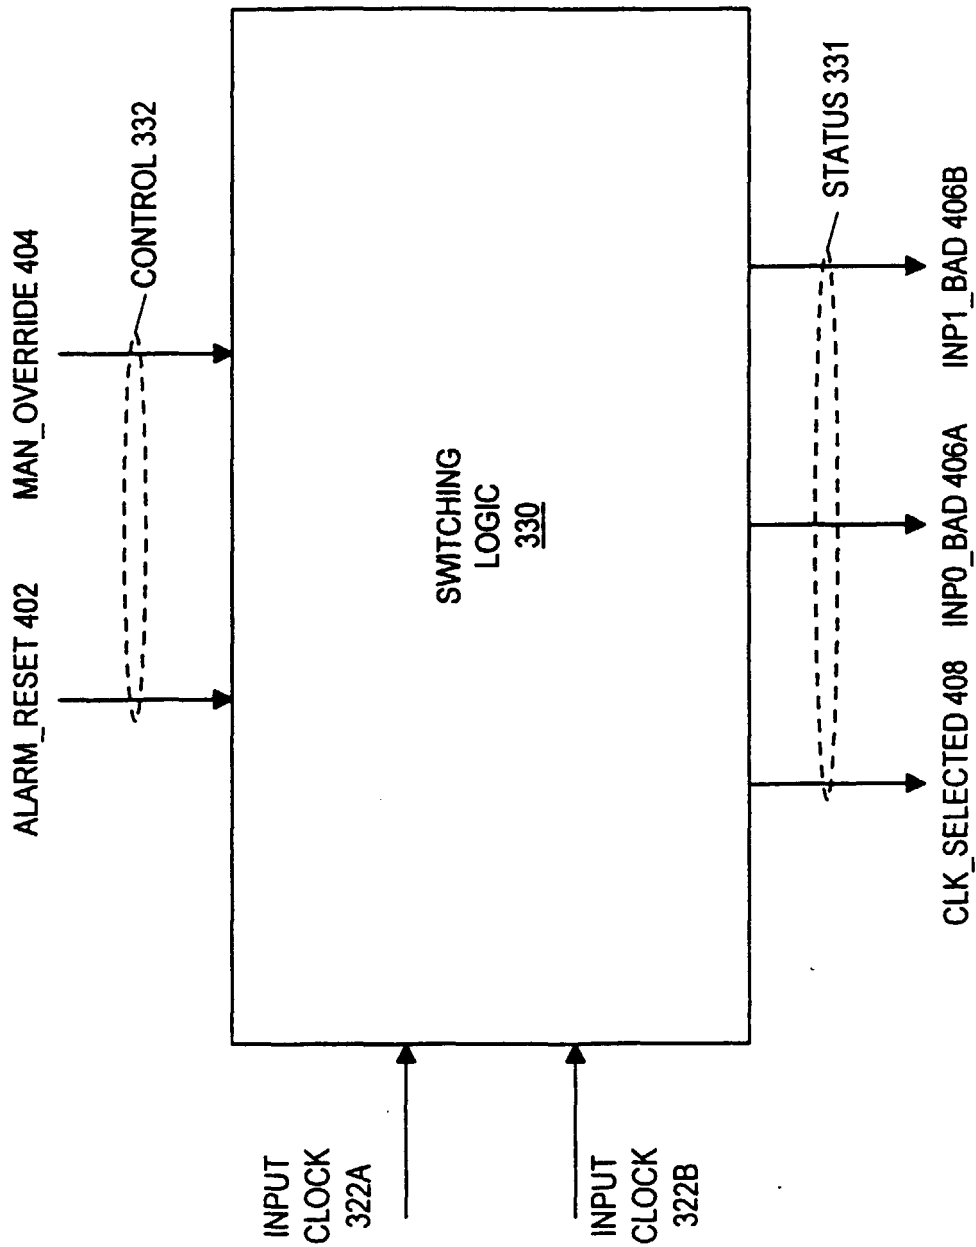 ALARM_RESET 402
MAN_OVERRIDE 404
CONTROL 332
INPUT
CLOCK
322A
INPUT
CLOCK
322B
SWITCHING
LOGIC
330
STATUS 331
CLK_SELECTED 408
INP0_BAD 406A
INP1_BAD 406B